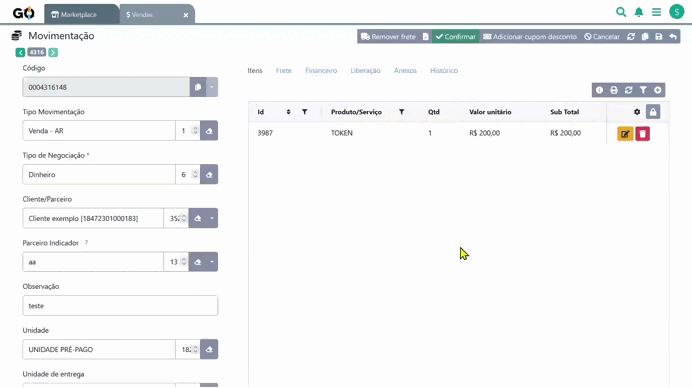 GO
Marketplace
$ Vendas
S
Movimentação
Remover frete
Confirmar
Adicionar cupom desconto
Cancelar
4316
Código
0004316148
Tipo Movimentação
Venda - AR
1
Tipo de Negociação *
Dinheiro
6
Cliente/Parceiro
Cliente exemplo [18472301000183]
Parceiro Indicador ?
aa
13
Observação
teste
Unidade
UNIDADE PRÉ-PAGO
182
Unidade de entrega
Itens
Frete
Financeiro
Liberação
Anexos
Histórico
Id
Produto/Serviço
Qtd
Valor unitário
Sub Total
3987
TOKEN
1
R$ 200,00
R$ 200,00